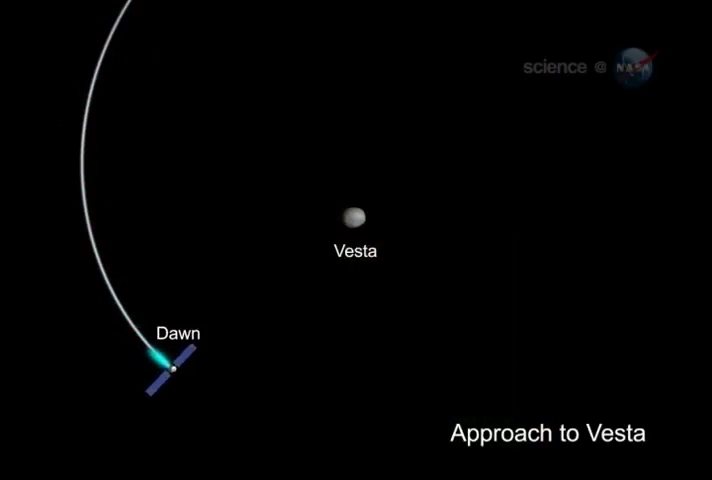 science @ NASA
Vesta
Dawn
Approach to Vesta